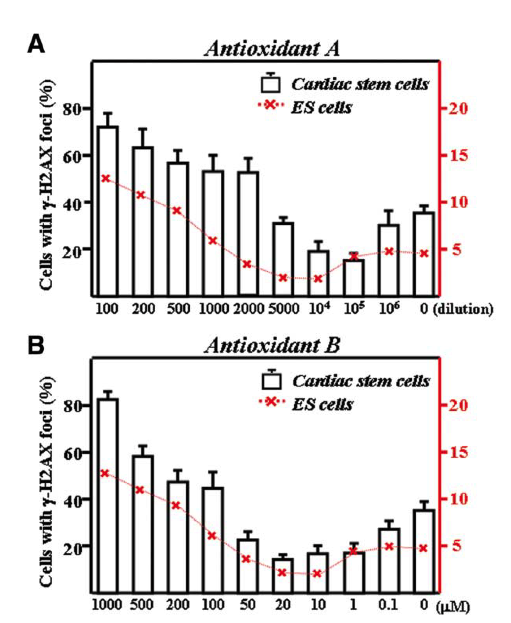 A
Antioxidant A
Cells with γ-H2AX foci (%)
80
60
40
20
Cardiac stem cells
ES cells
20
15
10
5
100 200 500 1000 2000 5000 10⁴ 10⁵ 10⁶ 0 (dilution)
B
Antioxidant B
Cells with γ-H2AX foci (%)
80
60
40
20
Cardiac stem cells
ES cells
20
15
10
5
1000 500 200 100 50 20 10 1 0.1 0 (μM)